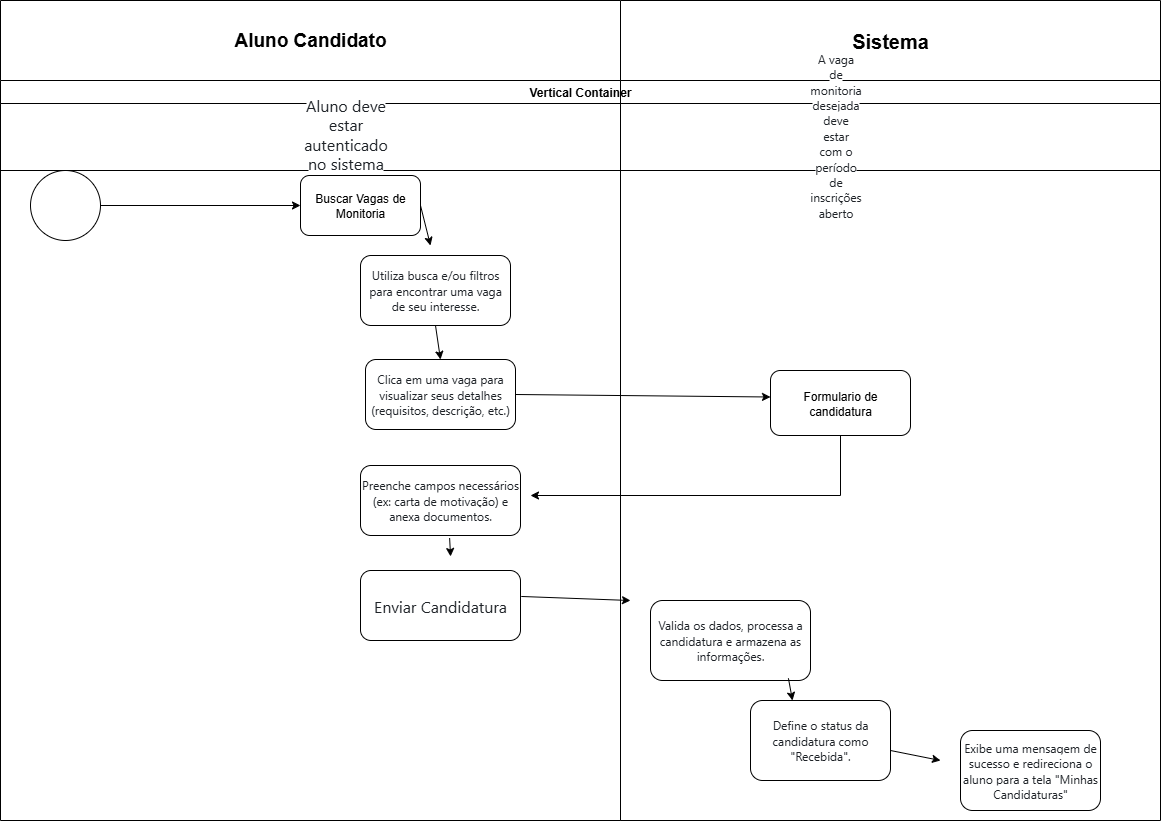 Aluno Candidato
Sistema
Vertical Container
Aluno deve
estar
autenticado
no sistema
A vaga
de
monitoria
desejada
deve
estar
com o
período
de
inscrições
aberto
Buscar Vagas de
Monitoria
Utiliza busca e/ou filtros
para encontrar uma vaga
de seu interesse.
Clica em uma vaga para
visualizar seus detalhes
(requisitos, descrição, etc.)
Formulario de
candidatura
Preenche campos necessários
(ex: carta de motivação) e
anexa documentos.
Enviar Candidatura
Valida os dados, processa a
candidatura e armazena as
informações.
Define o status da
candidatura como
"Recebida".
Exibe uma mensagem de
sucesso e redireciona o
aluno para a tela "Minhas
Candidaturas"